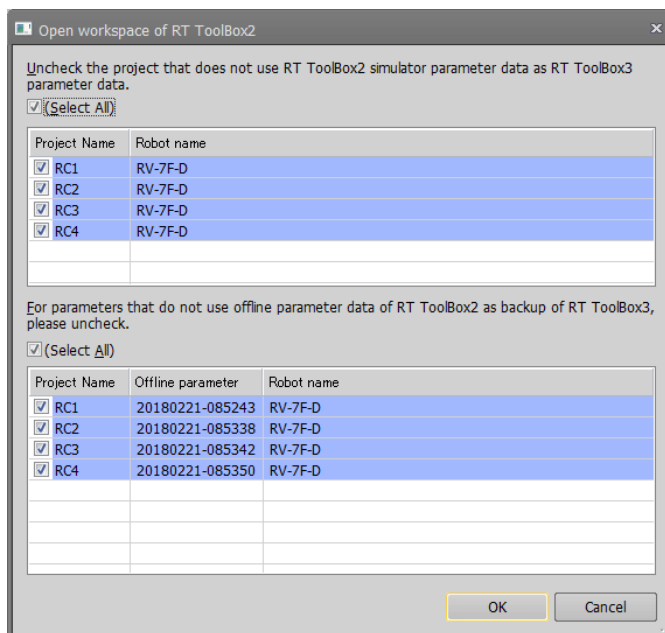 Open workspace of RT ToolBox2
x
Uncheck the project that does not use RT ToolBox2 simulator parameter data as RT ToolBox3
parameter data.
(Select All)
Project Name Robot name
RC1 RV-7F-D
RC2 RV-7F-D
RC3 RV-7F-D
RC4 RV-7F-D
For parameters that do not use offline parameter data of RT ToolBox2 as backup of RT ToolBox3,
please uncheck.
(Select All)
Project Name Offline parameter Robot name
RC1 20180221-085243 RV-7F-D
RC2 20180221-085338 RV-7F-D
RC3 20180221-085342 RV-7F-D
RC4 20180221-085350 RV-7F-D
OK Cancel